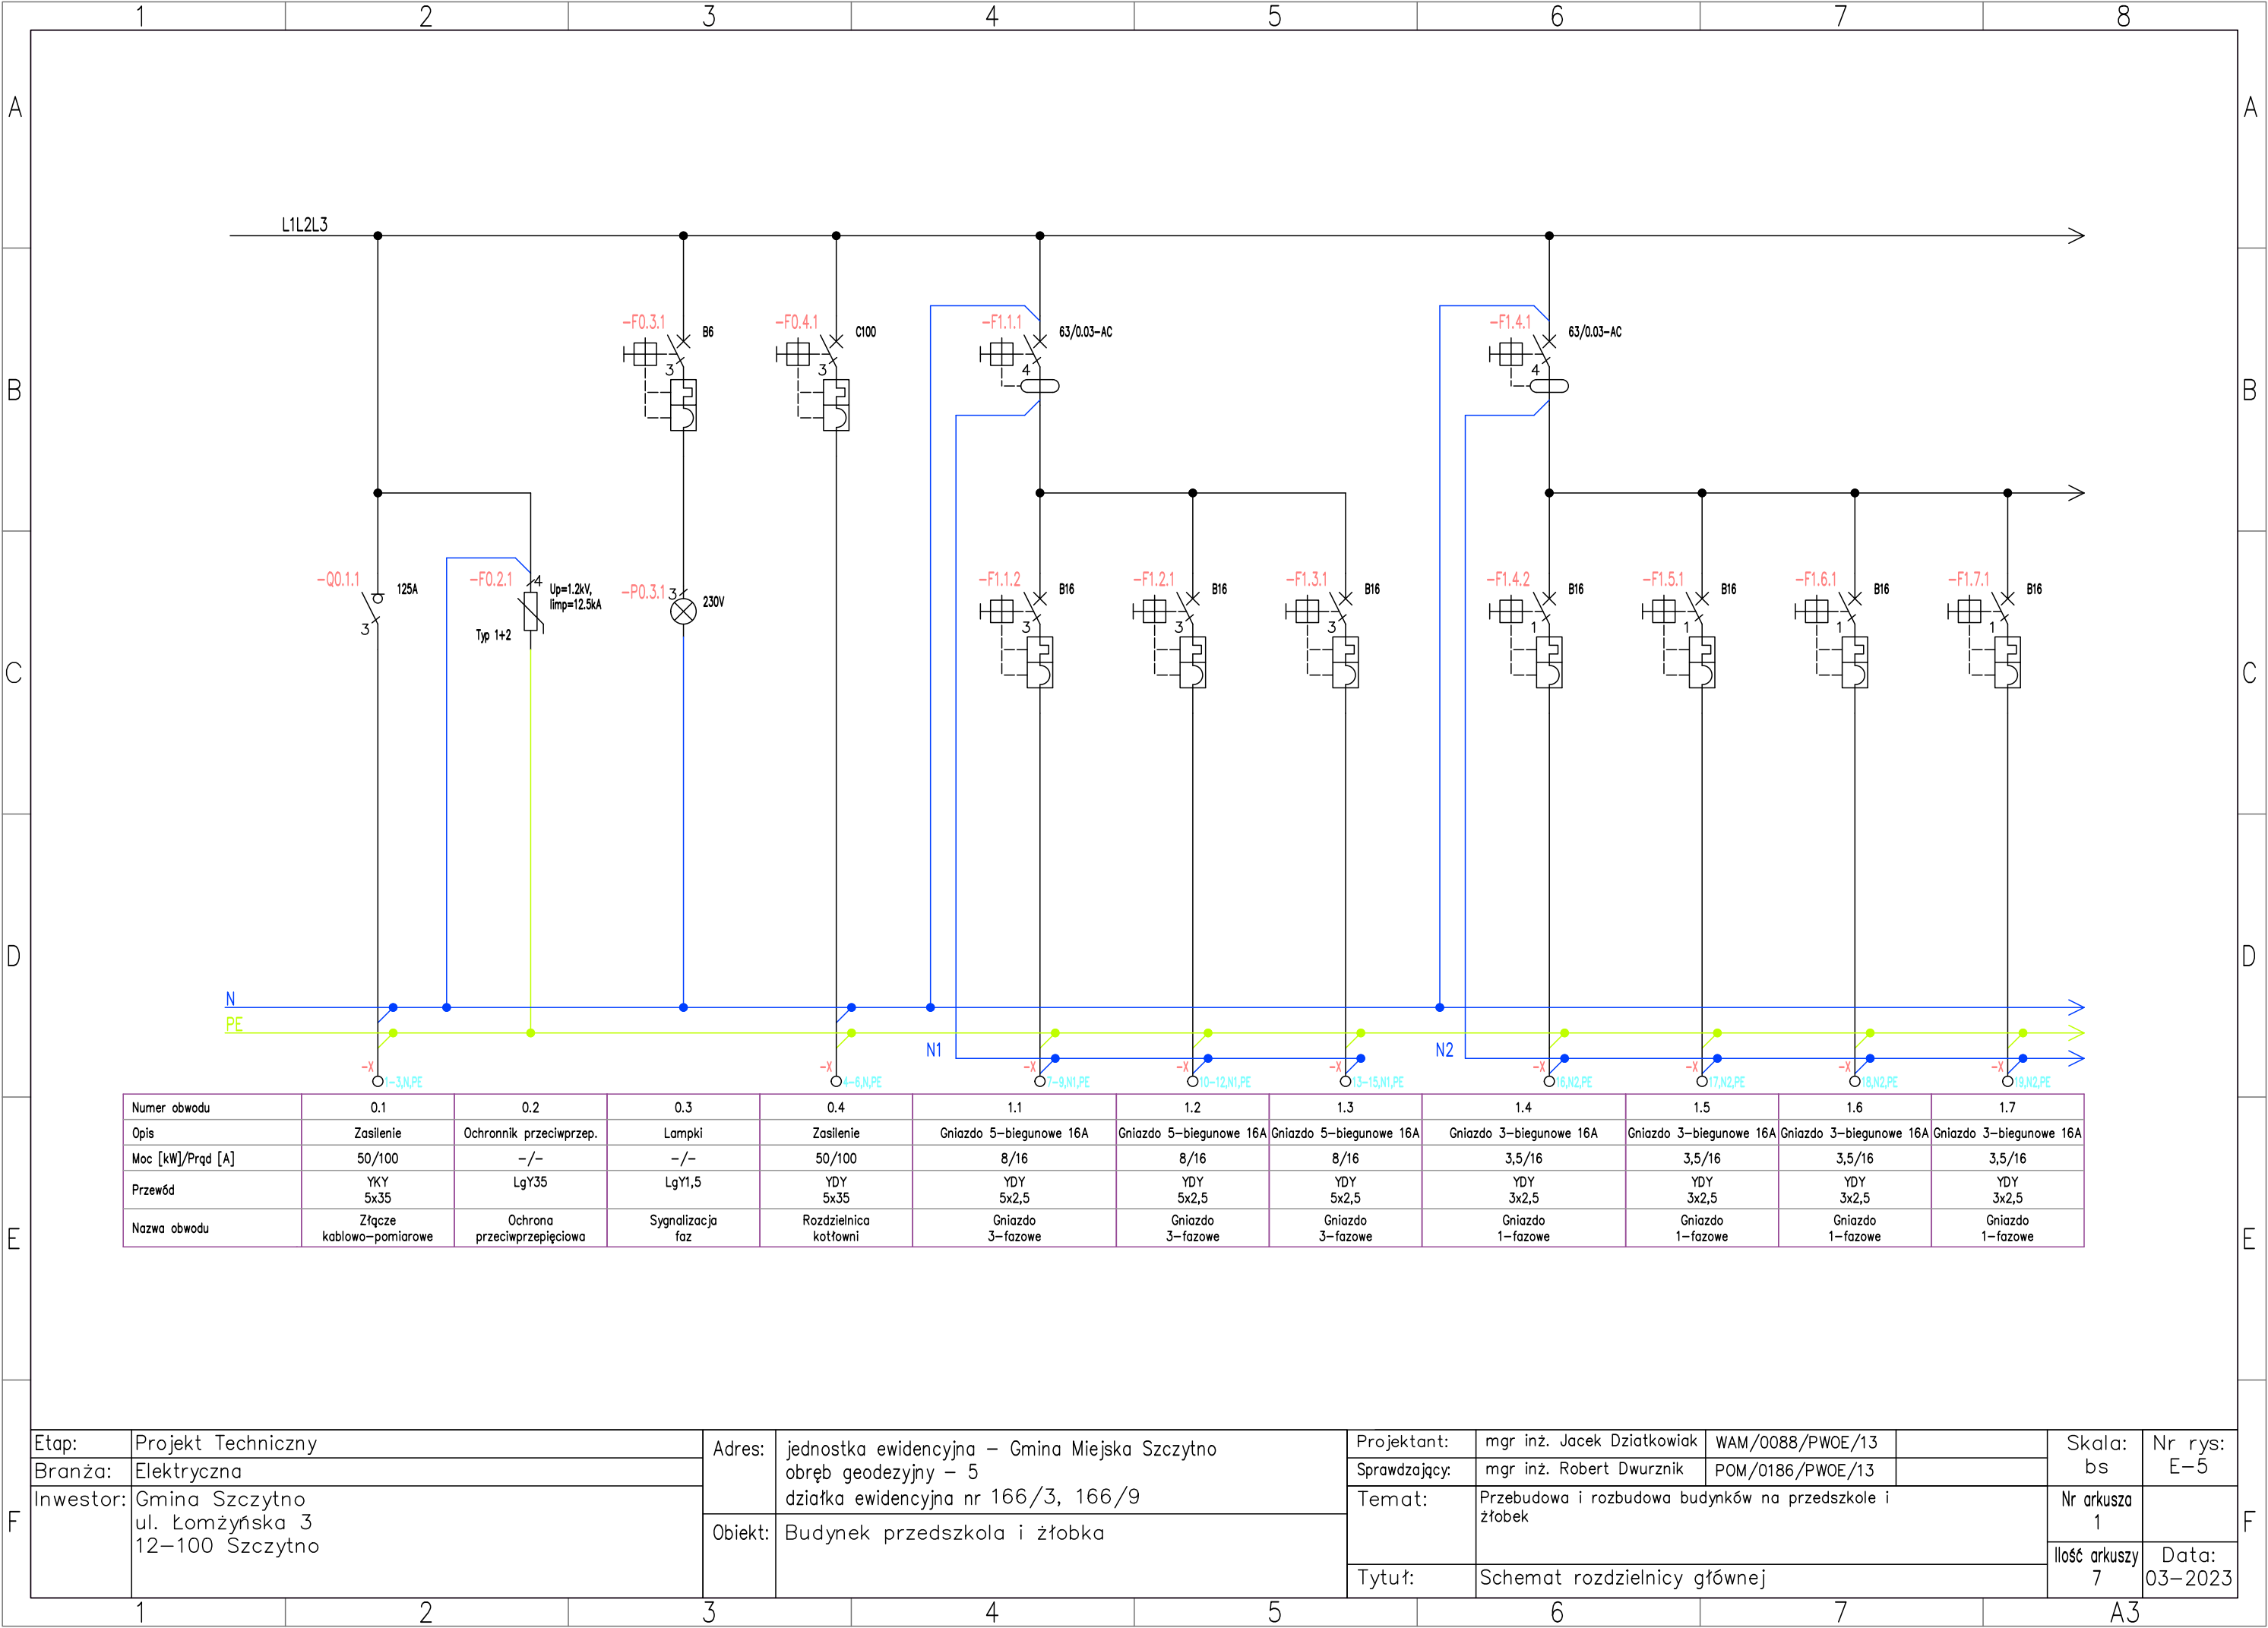 1 2 3 4 5 6 7 8
A A
L1L2L3
-F0.3.1 B6 -F0.4.1 C100 -F1.1.1 63/0.03-AC -F1.4.1 63/0.03-AC
3 3 4 4
B B
-Q0.1.1 125A -F0.2.1 4 Up=1.2kV, -P0.3.1 3 230V -F1.1.2 B16 -F1.2.1 B16 -F1.3.1 B16 -F1.4.2 B16 -F1.5.1 B16 -F1.6.1 B16 -F1.7.1 B16
Iimp=12.5kA
3 Typ 1+2 3 3 3 1 1 1 1
C C
D D
N
PE
N1 N2
-X -X -X -X -X -X -X -X -X
1-3,N,PE 4-6,N,PE 7-9,N1,PE 10-12,N1,PE 13-15,N1,PE 16,N2,PE 17,N2,PE 18,N2,PE 19,N2,PE
Numer obwodu 0.1 0.2 0.3 0.4 1.1 1.2 1.3 1.4 1.5 1.6 1.7
Opis Zasilenie Ochronnik przeciwprzep. Lampki Zasilenie Gniazdo 5-biegunowe 16A Gniazdo 5-biegunowe 16A Gniazdo 5-biegunowe 16A Gniazdo 3-biegunowe 16A Gniazdo 3-biegunowe 16A Gniazdo 3-biegunowe 16A Gniazdo 3-biegunowe 16A
Moc [kW]/Prąd [A] 50/100 -/- -/- 50/100 8/16 8/16 8/16 3,5/16 3,5/16 3,5/16 3,5/16
Przewód YKY LgY35 LgY1,5 YDY YDY YDY YDY YDY YDY YDY YDY
5x35 5x35 5x2,5 5x2,5 5x2,5 3x2,5 3x2,5 3x2,5 3x2,5
Nazwa obwodu Złącze Ochrona Sygnalizacja Rozdzielnica Gniazdo Gniazdo Gniazdo Gniazdo Gniazdo Gniazdo Gniazdo
kablowo-pomiarowe przeciwprzepięciowa faz kotłowni 3-fazowe 3-fazowe 3-fazowe 1-fazowe 1-fazowe 1-fazowe 1-fazowe
E E
F F
Etap: Projekt Techniczny
Branża: Elektryczna
Inwestor: Gmina Szczytno
ul. Łomżyńska 3
12-100 Szczytno
Adres: jednostka ewidencyjna - Gmina Miejska Szczytno
obręb geodezyjny - 5
działka ewidencyjna nr 166/3, 166/9
Obiekt: Budynek przedszkola i żłobka
Projektant: mgr inż. Jacek Dziatkowiak WAM/0088/PWOE/13
Sprawdzający: mgr inż. Robert Dwurznik POM/0186/PWOE/13
Temat: Przebudowa i rozbudowa budynków na przedszkole i
żłobek
Tytuł: Schemat rozdzielnicy głównej
Skala:
bs
Nr rys:
E-5
Nr arkusza
1
Ilość arkuszy
7
Data:
03-2023
1 2 3 4 5 6 7 A3